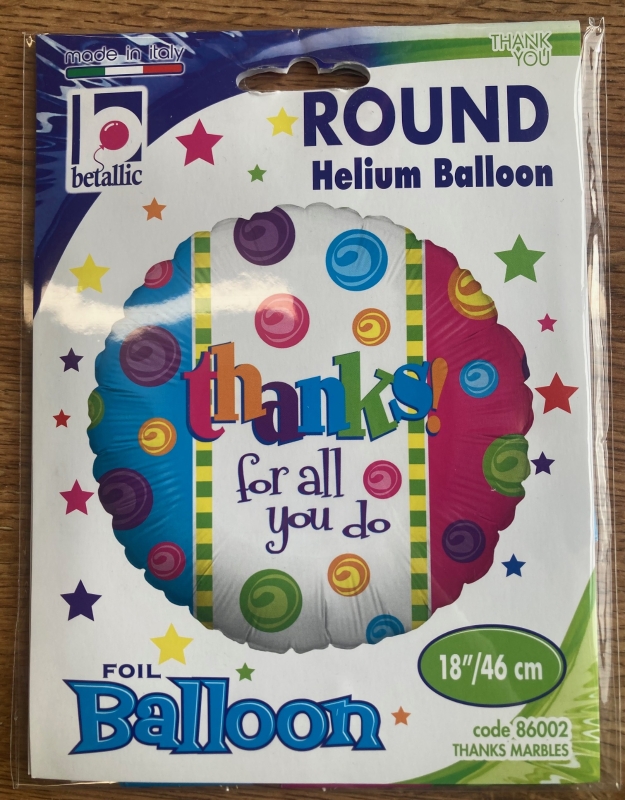 made in italy
THANK
YOU
betallic
ROUND
Helium Balloon
thanks!
for all
you do
FOIL
Balloon
18"/46 cm
code 86002
THANKS MARBLES